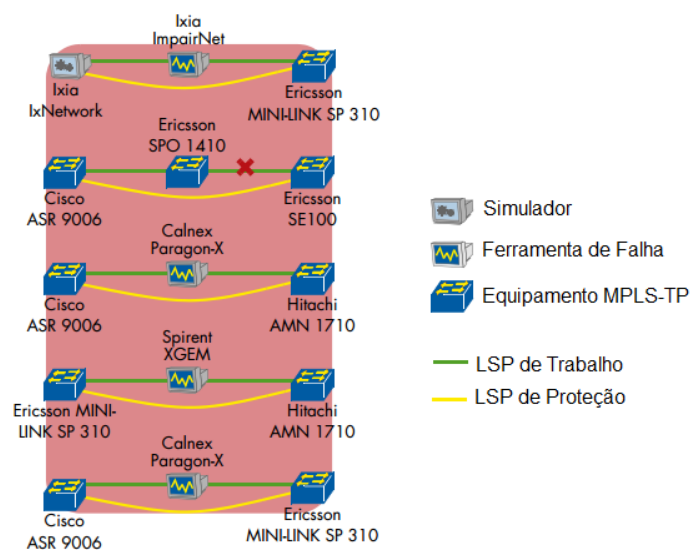 Ixia
ImpairNet
Ixia
IxNetwork
Ericsson
MINI-LINK SP 310
Ericsson
SPO 1410
Cisco
ASR 9006
Ericsson
SE100
Calnex
Paragon-X
Cisco
ASR 9006
Hitachi
AMN 1710
Spirent
XGEM
Ericsson MINI-
LINK SP 310
Hitachi
AMN 1710
Calnex
Paragon-X
Cisco
ASR 9006
Ericsson
MINI-LINK SP 310
Simulador
Ferramenta de Falha
Equipamento MPLS-TP
LSP de Trabalho
LSP de Proteção